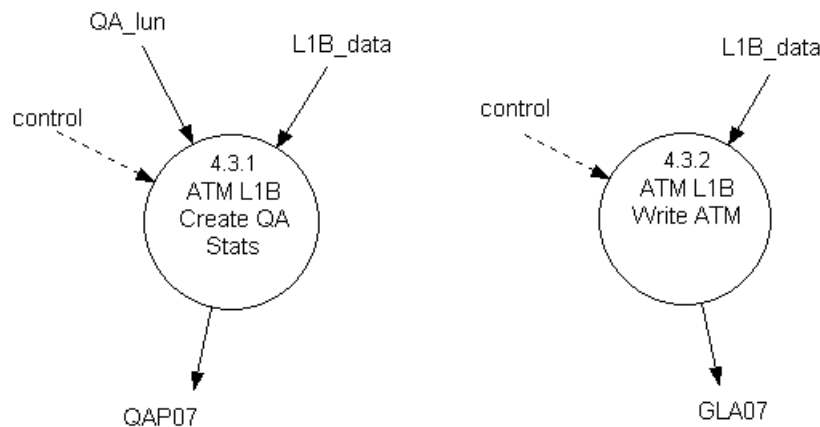 QA_lun
L1B_data
control
4.3.1
ATM L1B
Create QA
Stats
QAP07
L1B_data
control
4.3.2
ATM L1B
Write ATM
GLA07